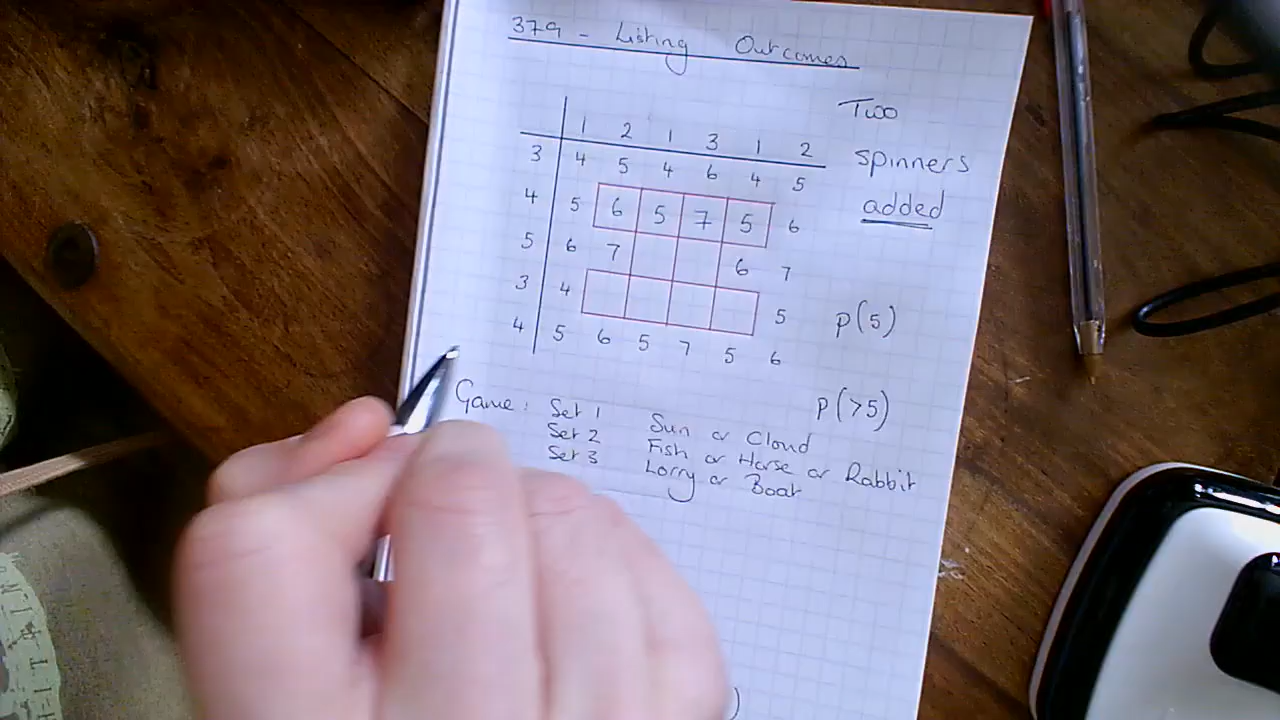 379 - Listing Outcomes
1 2 1 3 1 2
3 4 5 4 6 4 5
4 5 6 5 7 5 6
5 6 7 6 7
3 4 5
4 5 6 5 7 5 6
Two
spinners
added
p(5)
p(>5)
Game: Set 1 Sun or Cloud
Set 2 Fish or Horse or Rabbit
Set 3 Lorry or Boat
)